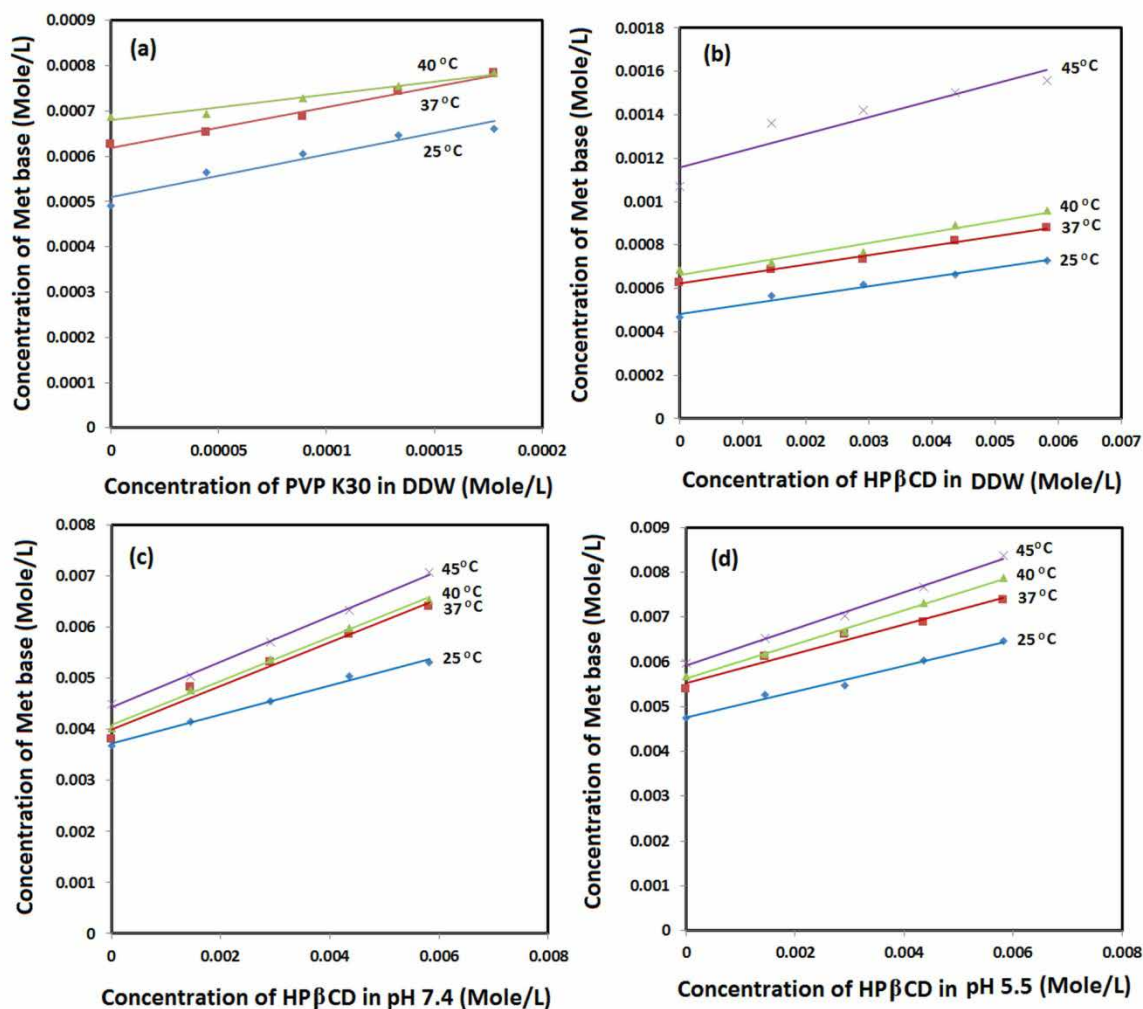 (a)
Concentration of Met base (Mole/L)
0.0009
0.0008
0.0007
0.0006
0.0005
0.0004
0.0003
0.0002
0.0001
0
40 °C
37 °C
25 °C
0
0.00005
0.0001
0.00015
0.0002
Concentration of PVP K30 in DDW (Mole/L)
(b)
Concentration of Met base (Mole/L)
0.0018
0.0016
0.0014
0.0012
0.001
0.0008
0.0006
0.0004
0.0002
0
45°C
40 °C
37 °C
25 °C
0
0.001
0.002
0.003
0.004
0.005
0.006
0.007
Concentration of HPβCD in DDW (Mole/L)
(c)
Concentration of Met base (Mole/L)
0.008
0.007
0.006
0.005
0.004
0.003
0.002
0.001
0
45°C
40 °C
37 °C
25 °C
0
0.002
0.004
0.006
0.008
Concentration of HPβCD in pH 7.4 (Mole/L)
(d)
Concentration of Met base (Mole/L)
0.009
0.008
0.007
0.006
0.005
0.004
0.003
0.002
0.001
0
45°C
40 °C
37 °C
25 °C
0
0.002
0.004
0.006
0.008
Concentration of HPβCD in pH 5.5 (Mole/L)